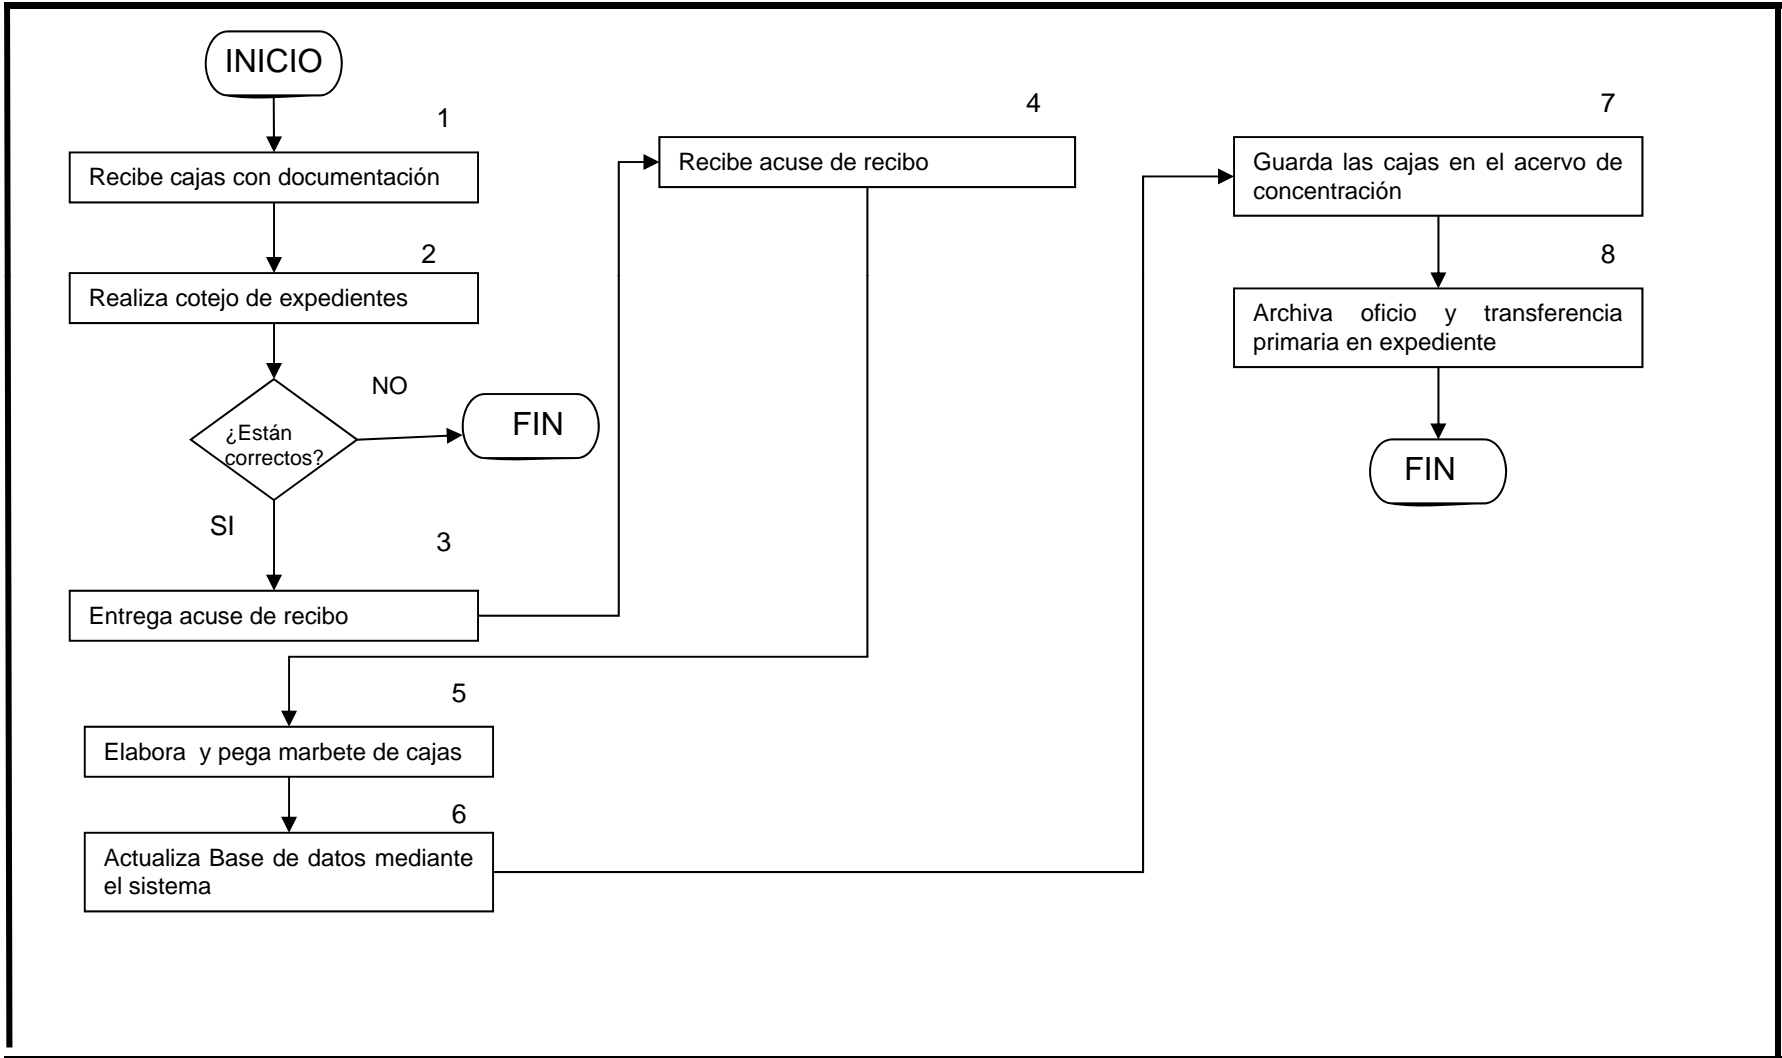 INICIO
1
Recibe cajas con documentación
2
Realiza cotejo de expedientes
¿Están
correctos?
NO
FIN
SI
3
Entrega acuse de recibo
4
Recibe acuse de recibo
5
Elabora  y pega marbete de cajas
6
Actualiza Base de datos mediante
el sistema
7
Guarda las cajas en el acervo de
concentración
8
Archiva oficio y transferencia
primaria en expediente
FIN